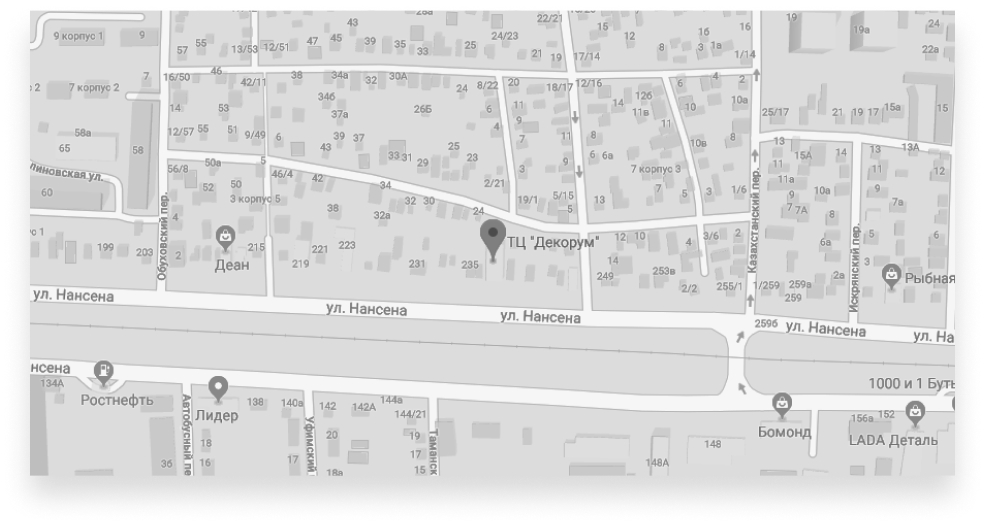 43
25а
22/21
15
16
19
24
9 корпус 1
9
57
55
13/53
12/51
47
45
39
35
33
25
24/23
21
19
17/14
12
8
3
1а
16
1/14
19а
22а
7
16/50
46
42/11
38
34а
32
30А
24
8/22
20
18/17
12/16
6
4
2
2
7 корпус 2
14
53
34б
37а
26Б
6
11
9
14
12б
11в
10
10а
25/17
21
19
17
15а
15
58а
65
58
12/57
55
51
9/49
6
43
39
37
33
31
29
25
23
4
7
3
11
8
11
10в
8
13
15А
14
13
13А
линовская ул.
60
56/8
50а
5
46/4
42
34
9
6
6а
7 корпус 3
11
11а
11
12
52
50
3 корпус 5
38
32а
32
30
24
2/21
19/1
5/15
5
13
7
5
3
1/6
9
7
7А
10а
9
7а
Обуховский пер.
4
2
ус 1
199
203
Деан
215
219
221
223
231
235
ТЦ "Декорум"
12
10
4
3/6
14
249
253в
2/2
255/1
Казахстанский пер.
8
6а
2а
1/259
259а
259
Искрянский пер.
6
3
Рыбная
ул. Нансена
ул. Нансена
ул. Нансена
259б
ул. Нансена
ул. На
нсена
134А
Ростнефть
Автобусный пе
Лидер
138
140а
142
142А
144а
144/21
1000 и 1 Буть
Бомонд
156а
152
LADA Деталь
18
16
36
Уфимский
17
20
18а
19
17
15
Таманск
148
148А